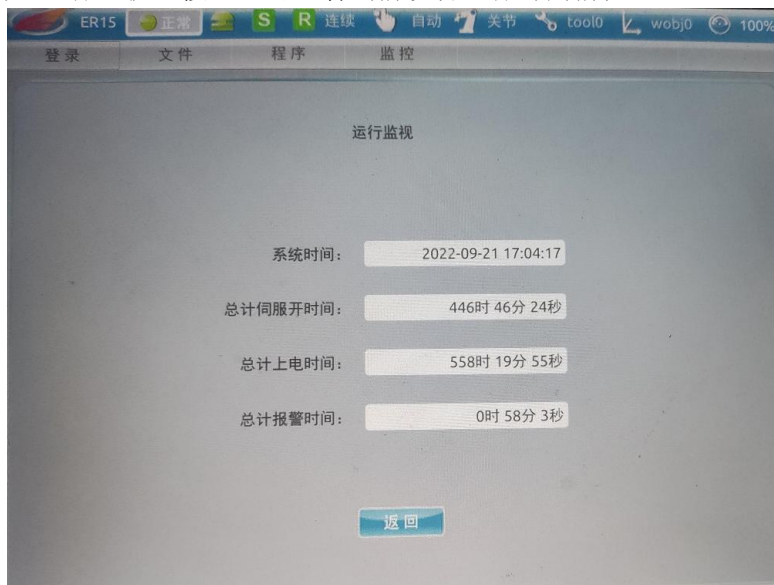 ER15 正常 S R 连续 自动 关节 tool0 wobj0 100%
登录 文件 程序 监控
运行监视
系统时间： 2022-09-21 17:04:17
总计伺服开时间： 446时 46分 24秒
总计上电时间： 558时 19分 55秒
总计报警时间： 0时 58分 3秒
返回